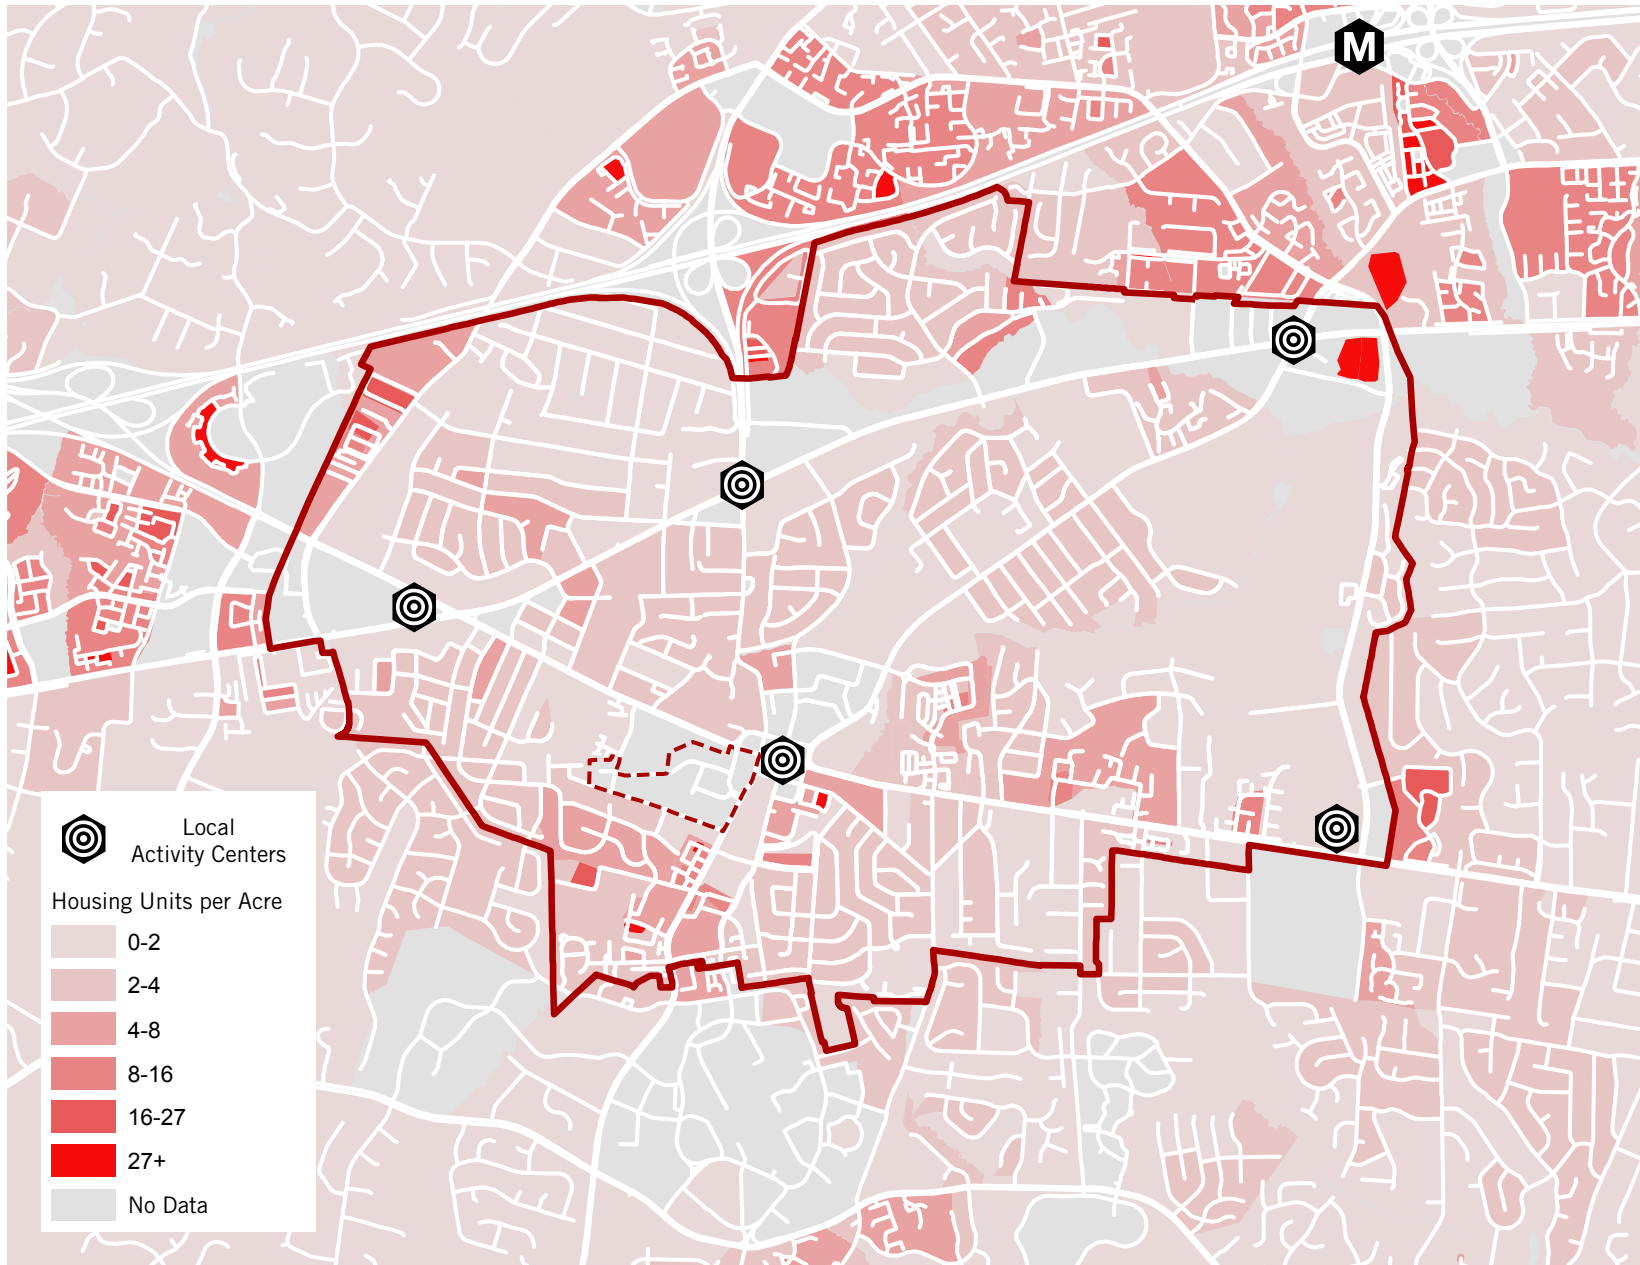 M
Local
Activity Centers
Housing Units per Acre
0-2
2-4
4-8
8-16
16-27
27+
No Data